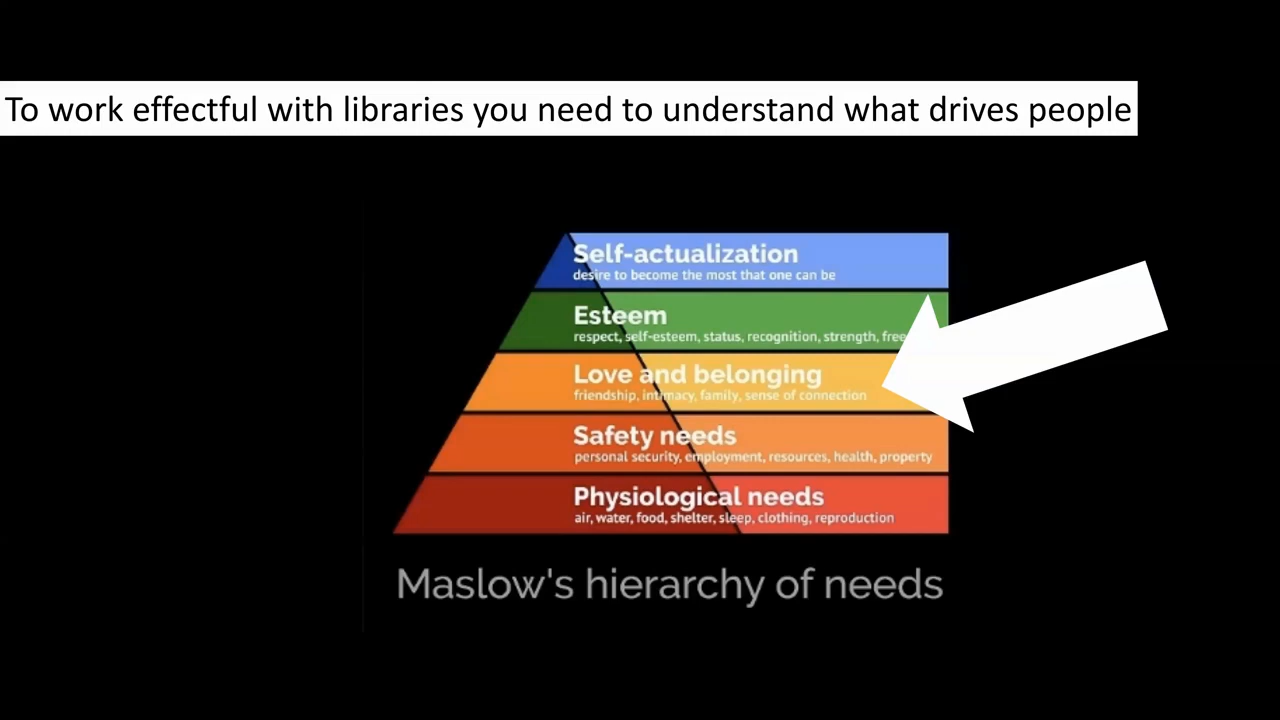 To work effectful with libraries you need to understand what drives people
Self-actualization
desire to become the most that one can be
Esteem
respect, self-esteem, status, recognition, strength,
Love and belonging
friendship, intimacy, family, sense of connection
Safety needs
personal security, employment, resources, health, property
Physiological needs
air, water, food, shelter, sleep, clothing, reproduction
Maslow's hierarchy of needs